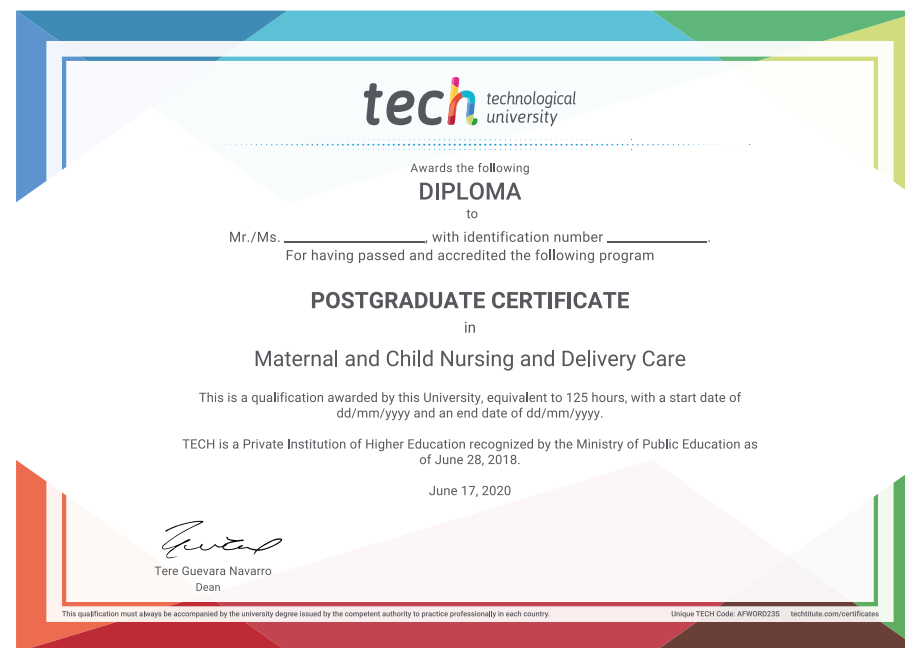 tech technological
university
Awards the following
DIPLOMA
to
Mr./Ms. ____________________, with identification number ______________.
For having passed and accredited the following program
POSTGRADUATE CERTIFICATE
in
Maternal and Child Nursing and Delivery Care
This is a qualification awarded by this University, equivalent to 125 hours, with a start date of
dd/mm/yyyy and an end date of dd/mm/yyyy.
TECH is a Private Institution of Higher Education recognized by the Ministry of Public Education as
of June 28, 2018.
June 17, 2020
Tere Guevara Navarro
Dean
This qualification must always be accompanied by the university degree issued by the competent authority to practice professionally in each country. Unique TECH Code: AFWORD23S techtitute.com/certificates